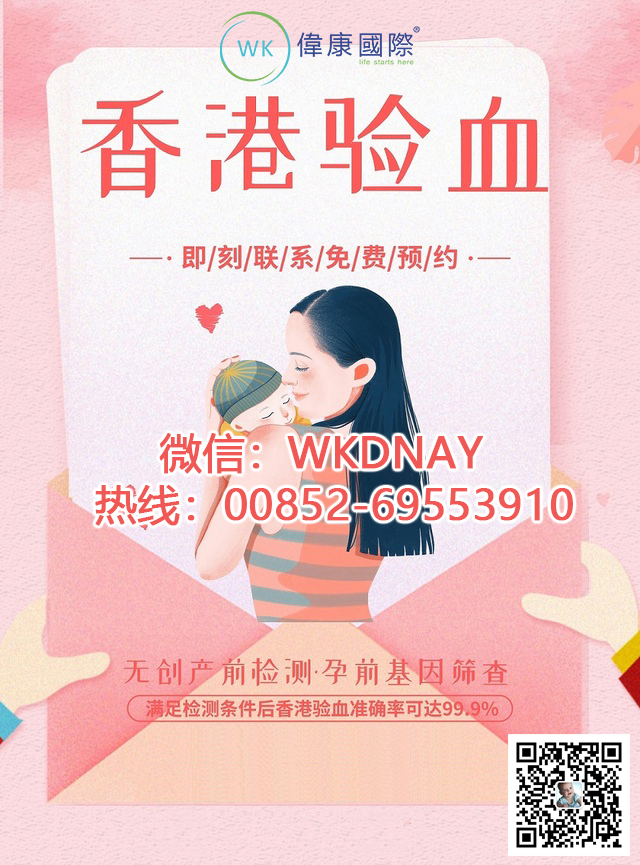 WK 偉康國際®
life starts here
香港验血
—· 即/刻/联/系/免/费/预/约 ·—
微信：WKDNAY
热线：00852-69553910
无创产前检测·孕前基因筛查
满足检测条件后香港验血准确率可达99.9%